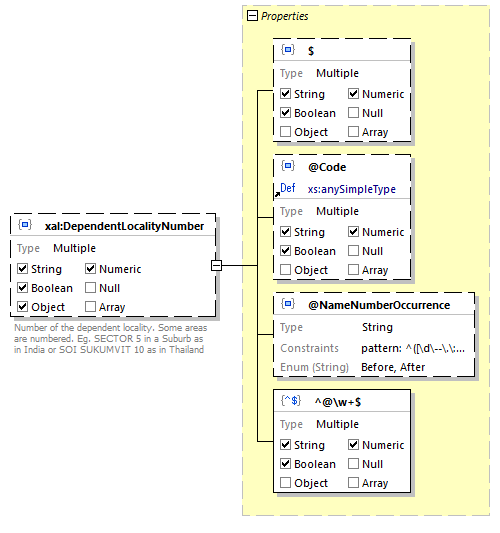 Properties
{=} $
Type Multiple
String Numeric
Boolean Null
Object Array
{=} @Code
Def xs:anySimpleType
Type Multiple
String Numeric
Boolean Null
Object Array
{=} xal:DependentLocalityNumber
Type Multiple
String Numeric
Boolean Null
Object Array
Number of the dependent locality. Some areas
are numbered. Eg. SECTOR 5 in a Suburb as
in India or SOI SUKUMVIT 10 as in Thailand
{=} @NameNumberOccurrence
Type String
Constraints pattern: ^([\d\--\,\:...
Enum (String) Before, After
{^$} ^@\w+$
Type Multiple
String Numeric
Boolean Null
Object Array